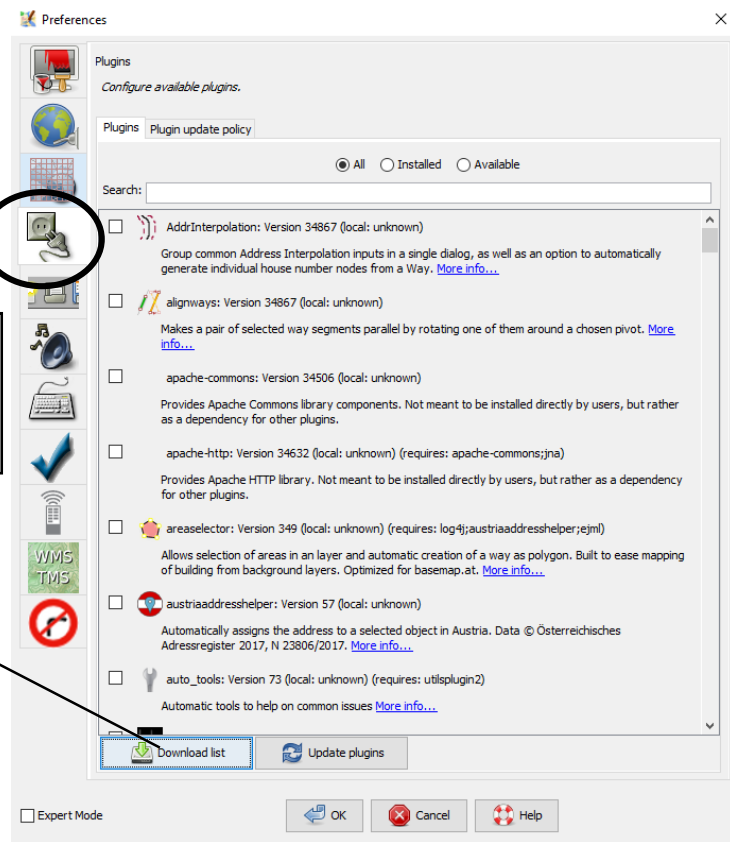 Preferences
Plugins
Configure available plugins.
Plugins Plugin update policy
All Installed Available
Search:
AddrInterpolation: Version 34867 (local: unknown)
Group common Address Interpolation inputs in a single dialog, as well as an option to automatically
generate individual house number nodes from a Way. More info...
alignways: Version 34867 (local: unknown)
Makes a pair of selected way segments parallel by rotating one of them around a chosen pivot. More
info...
apache-commons: Version 34506 (local: unknown)
Provides Apache Commons library components. Not meant to be installed directly by users, but rather
as a dependency for other plugins.
apache-http: Version 34632 (local: unknown) (requires: apache-commons;jna)
Provides Apache HTTP library. Not meant to be installed directly by users, but rather as a dependency
for other plugins.
areaselector: Version 349 (local: unknown) (requires: log4j;austriaaddresshelper;ejml)
Allows selection of areas in an layer and automatic creation of a way as polygon. Built to ease mapping
of building from background layers. Optimized for basemap.at. More info...
WMS
TMS
austriaaddresshelper: Version 57 (local: unknown)
Automatically assigns the address to a selected object in Austria. Data © Österreichisches
Adressregister 2017, N 23806/2017. More info...
auto_tools: Version 73 (local: unknown) (requires: utilsplugin2)
Automatic tools to help on common issues More info...
Download list Update plugins
Expert Mode OK Cancel Help